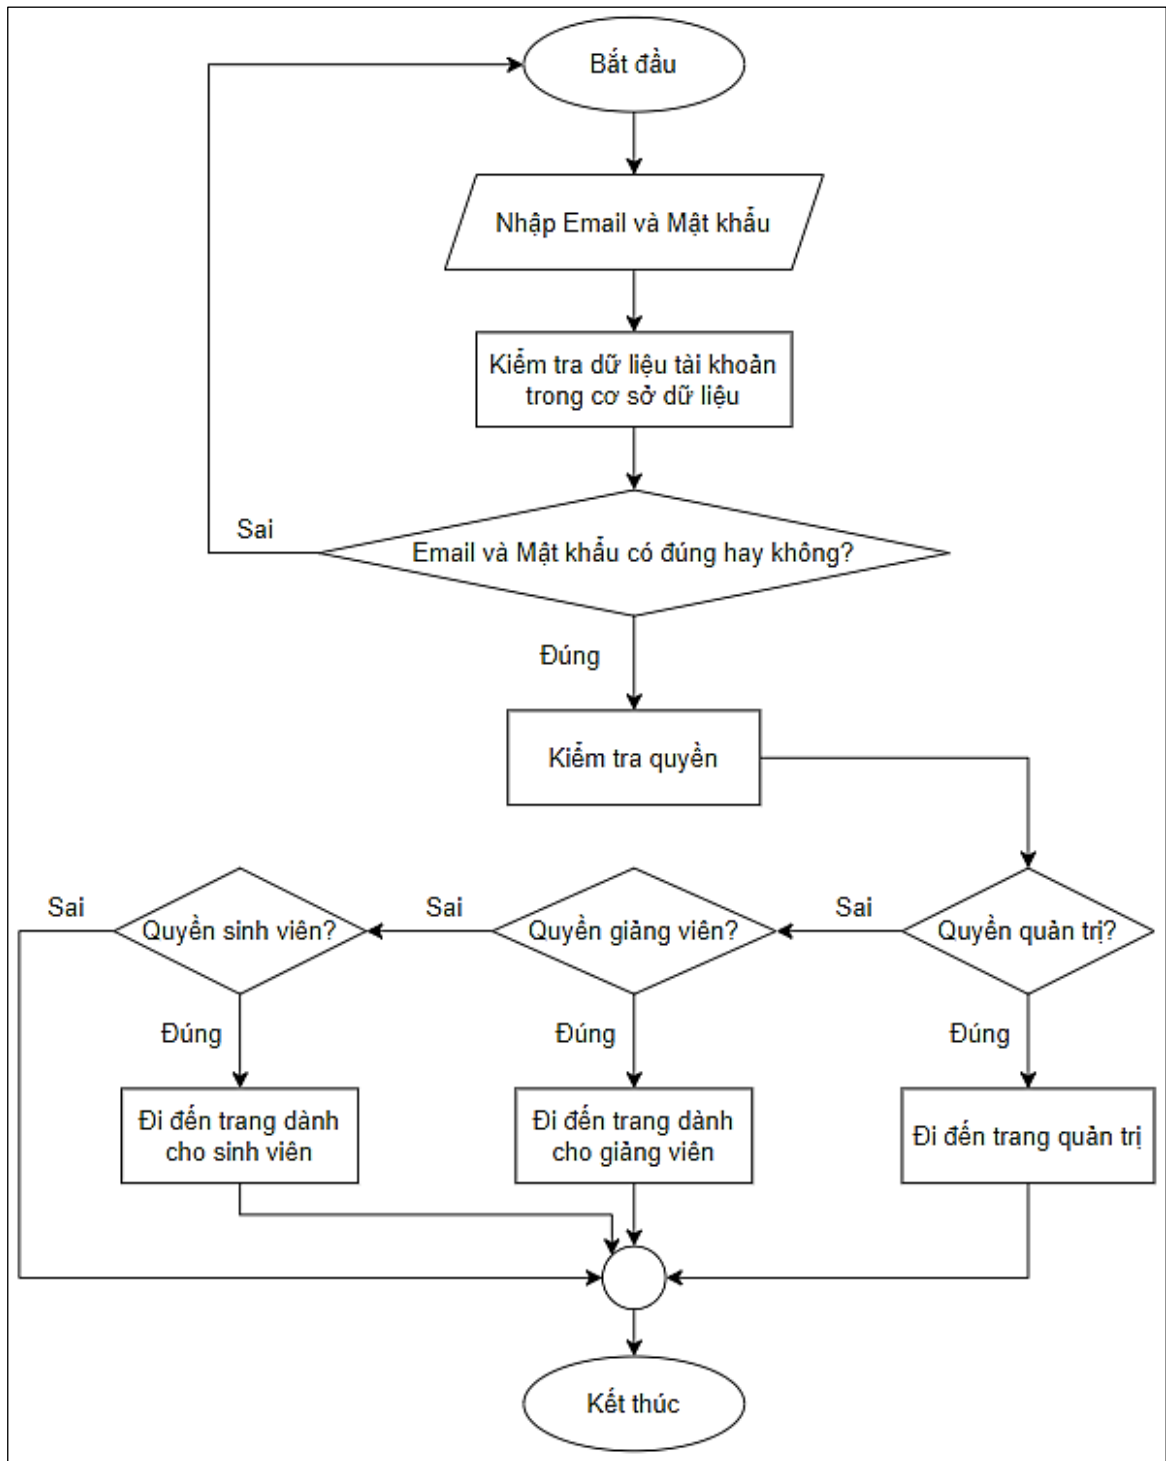 Bắt đầu
Nhập Email và Mật khẩu
Kiểm tra dữ liệu tài khoản
trong cơ sở dữ liệu
Sai
Email và Mật khẩu có đúng hay không?
Đúng
Kiểm tra quyền
Sai
Quyền sinh viên?
Sai
Quyền giảng viên?
Sai
Quyền quản trị?
Đúng
Đúng
Đúng
Đi đến trang dành
cho sinh viên
Đi đến trang dành
cho giảng viên
Đi đến trang quản trị
Kết thúc